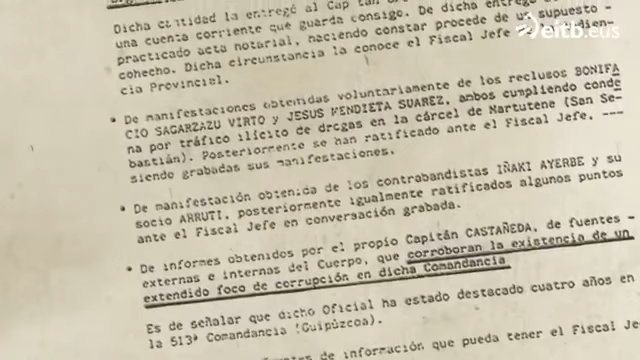 Dicha cantidad la entregó al Cap tán
una cuenta corriente que guarda consigo. De dicha entrega
practicado acta notarial, haciendo constar procede de un supuesto -
cohecho. Dicha circunstancia la conoce el Fiscal Jefe
cia Provincial.
eitb.eus
* De manifestaciones obtenidas voluntariamente de los reclusos BONIFA
CIO SAGARZAZU VIRTO y JESUS MENDIETA SUAREZ, ambos cumpliendo conde
na por tráfico ilícito de drogas en la cárcel de Martutene (San Se-
bastián). Posteriormente se han ratificado ante el Fiscal Jefe, ---
siendo grabadas sus manifestaciones.
* De manifestación obtenida de los contrabandistas IÑAKI AYERBE y su
socio ARRUTI, posteriormente igualmente ratificados algunos puntos
ante el Fiscal Jefe en conversación grabada.
* De informes obtenidos por el propio Capitán CASTAÑEDA, de fuentes -
externas e internas del Cuerpo, que corroboran la existencia de un
extendido foco de corrupción en dicha Comandancia
Es de señalar que dicho Oficial ha estado destacado cuatro años en
la 513ª Comandancia (Guipúzcoa).
de información que pueda tener el Fiscal Je